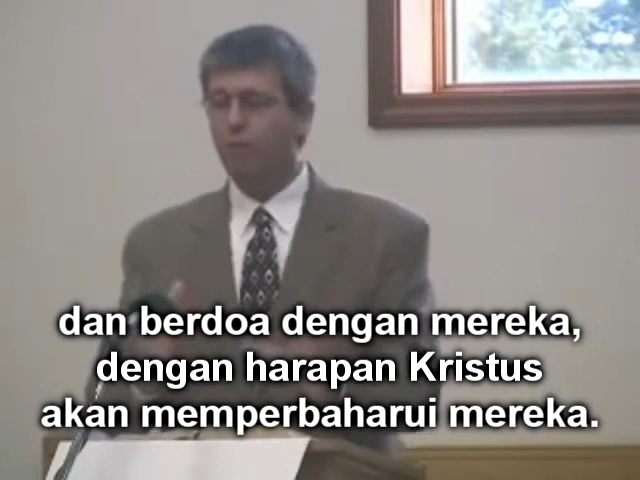 dan berdoa dengan mereka,
dengan harapan Kristus
akan memperbaharui mereka.